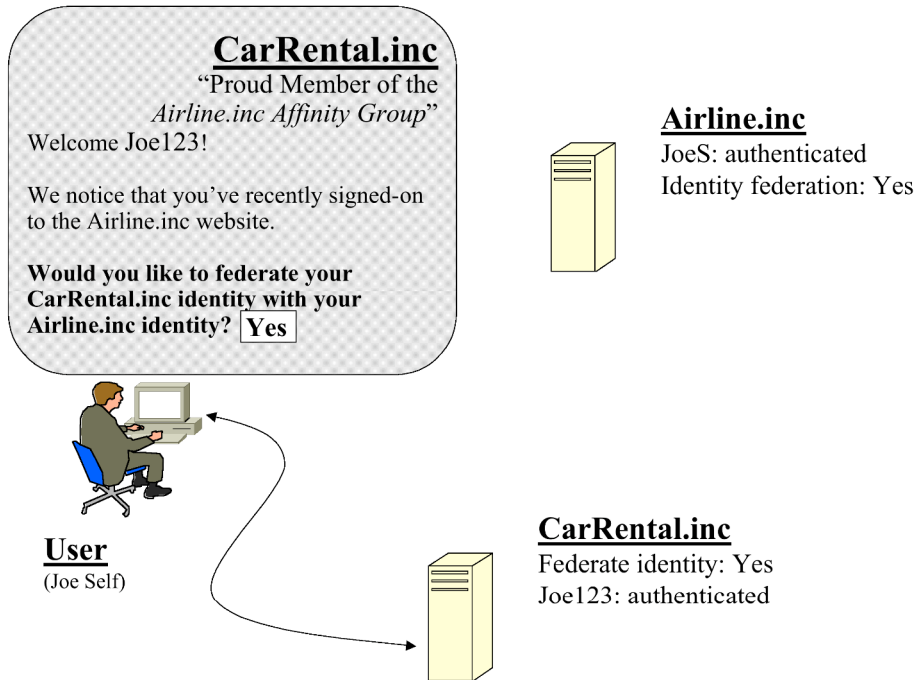 CarRental.inc
“Proud Member of the
Airline.inc Affinity Group”
Welcome Joe123!
We notice that you’ve recently signed-on
to the Airline.inc website.
Would you like to federate your
CarRental.inc identity with your
Airline.inc identity? Yes
Airline.inc
JoeS: authenticated
Identity federation: Yes
User
(Joe Self)
CarRental.inc
Federate identity: Yes
Joe123: authenticated